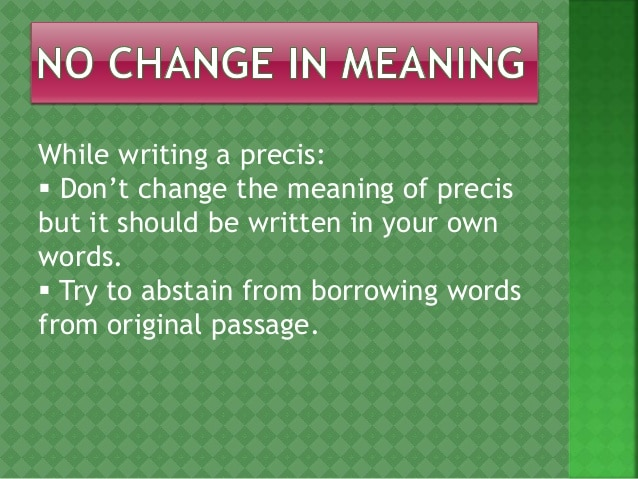 NO CHANGE IN MEANING
While writing a precis:
▪ Don’t change the meaning of precis
but it should be written in your own
words.
▪ Try to abstain from borrowing words
from original passage.